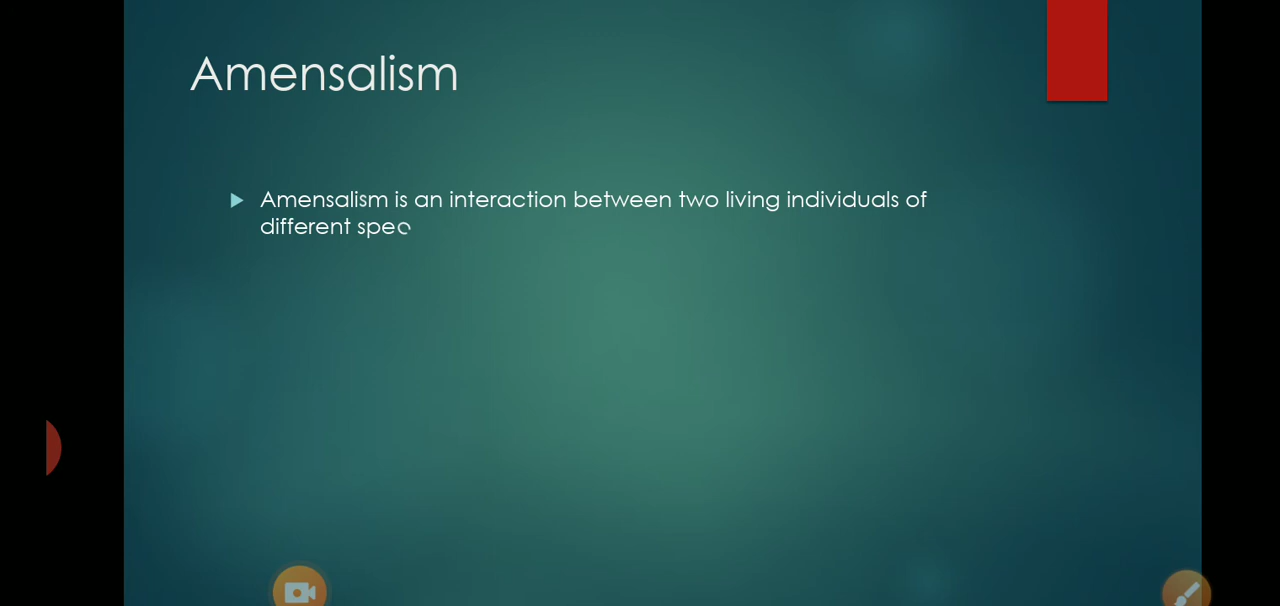 Amensalism
Amensalism is an interaction between two living individuals of
different spec